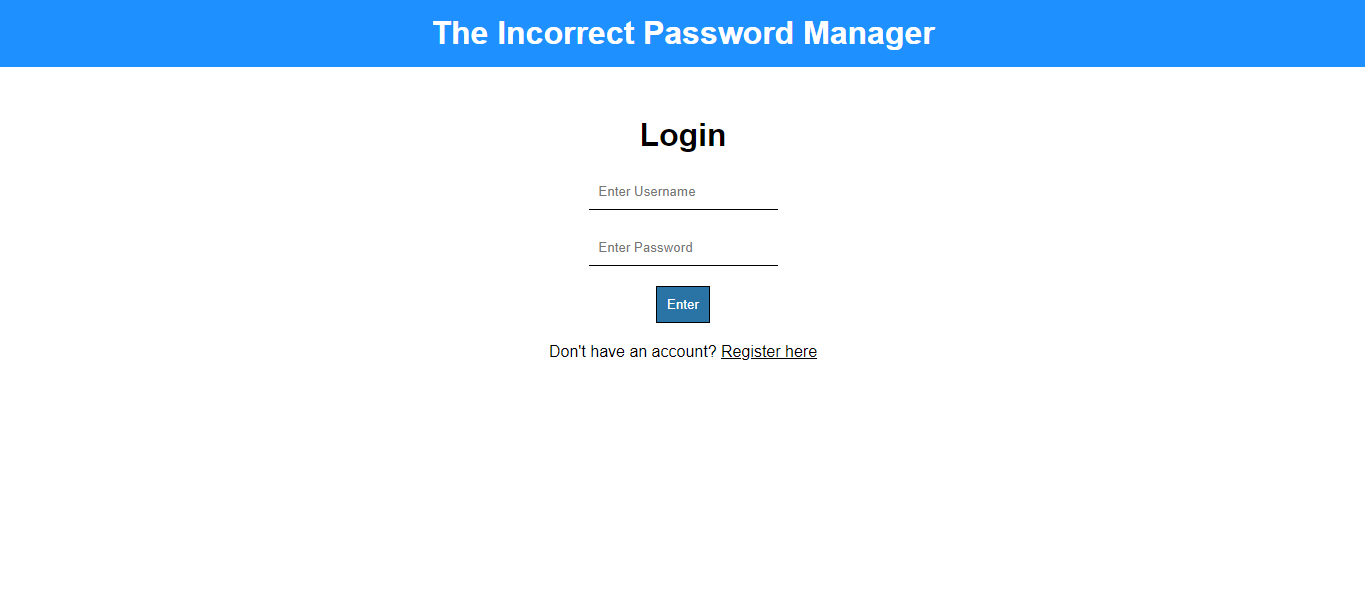 The Incorrect Password Manager
Login
Enter Username
Enter Password
Enter
Don't have an account? Register here